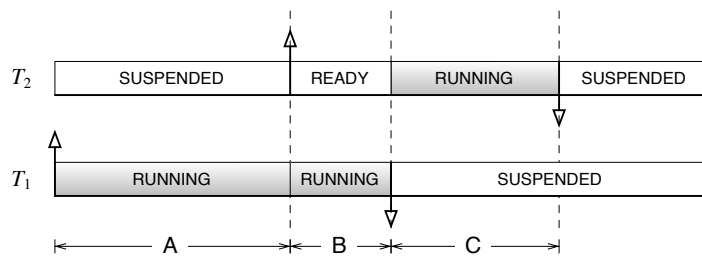 T2 SUSPENDED READY RUNNING SUSPENDED
T1 RUNNING RUNNING SUSPENDED
A B C